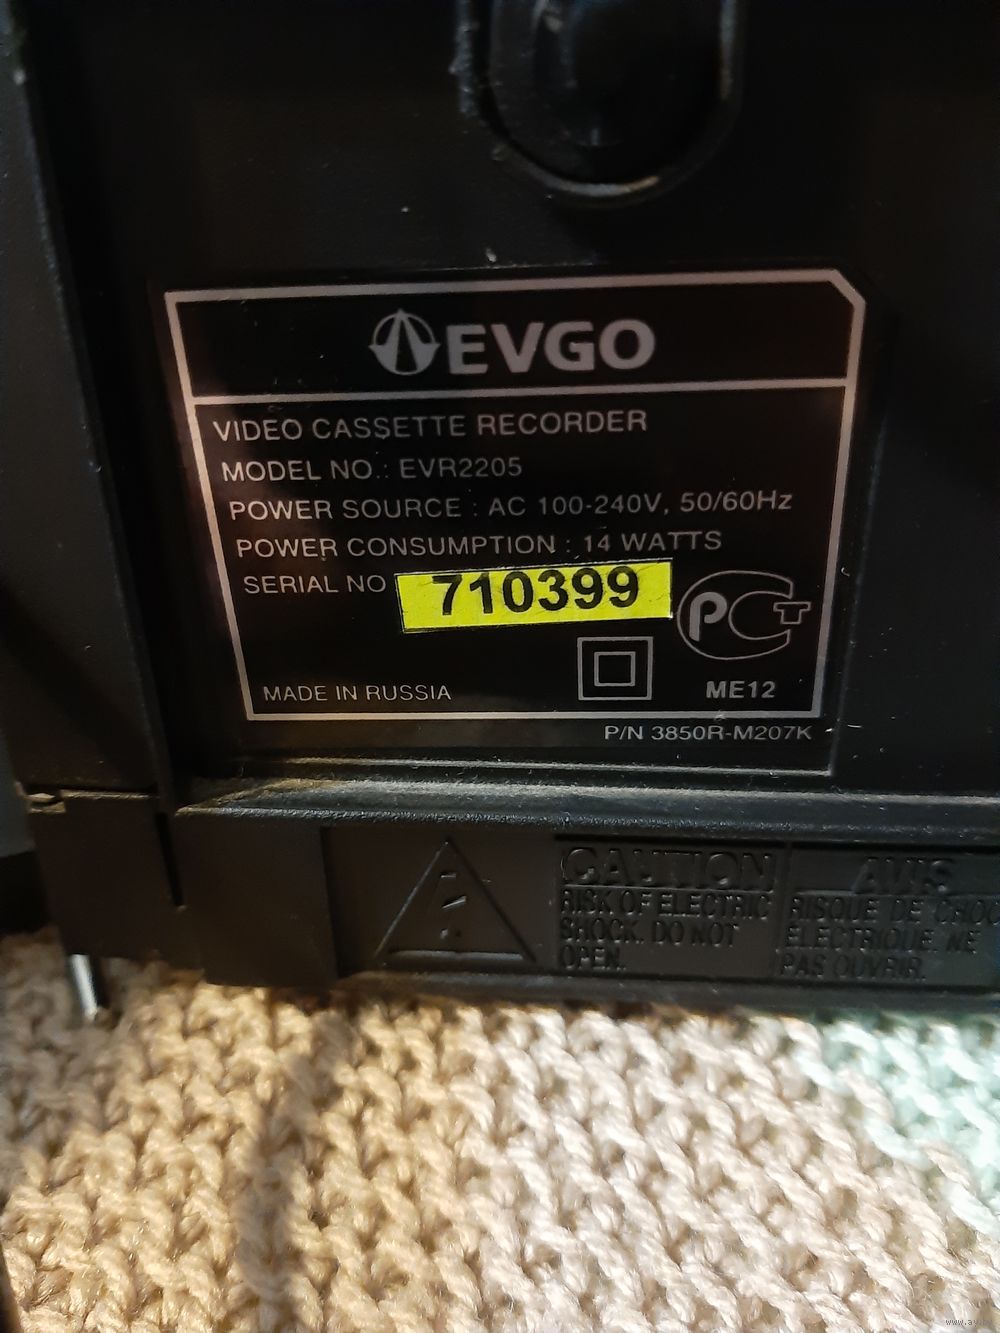 EVGO
VIDEO CASSETTE RECORDER
MODEL NO.: EVR2205
POWER SOURCE : AC 100-240V, 50/60Hz
POWER CONSUMPTION : 14 WATTS
SERIAL NO 710399
РСТ
MADE IN RUSSIA
ME12
P/N 3850R-M207K
CAUTION
RISK OF ELECTRIC
SHOCK. DO NOT
OPEN.
AVIS
RISQUE DE CHOC
ELECTRIQUE. NE
PAS OUVRIR.